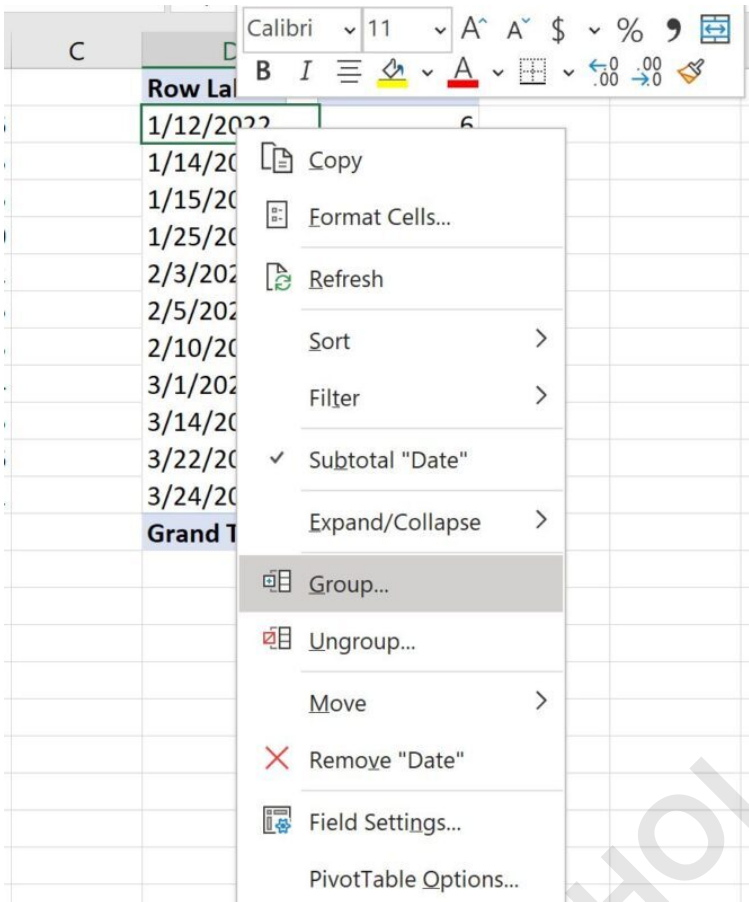 Calibri 11 A A $ %
C D
B I A .00 .00
Row Lal
1/12/2022 6
1/14/20
1/15/20
1/25/20
2/3/202
2/5/202
2/10/20
3/1/202
3/14/20
3/22/20
3/24/20
Grand T
Copy
Format Cells...
Refresh
Sort
Filter
Subtotal "Date"
Expand/Collapse
Group...
Ungroup...
Move
Remove "Date"
Field Settings...
PivotTable Options...
HOL